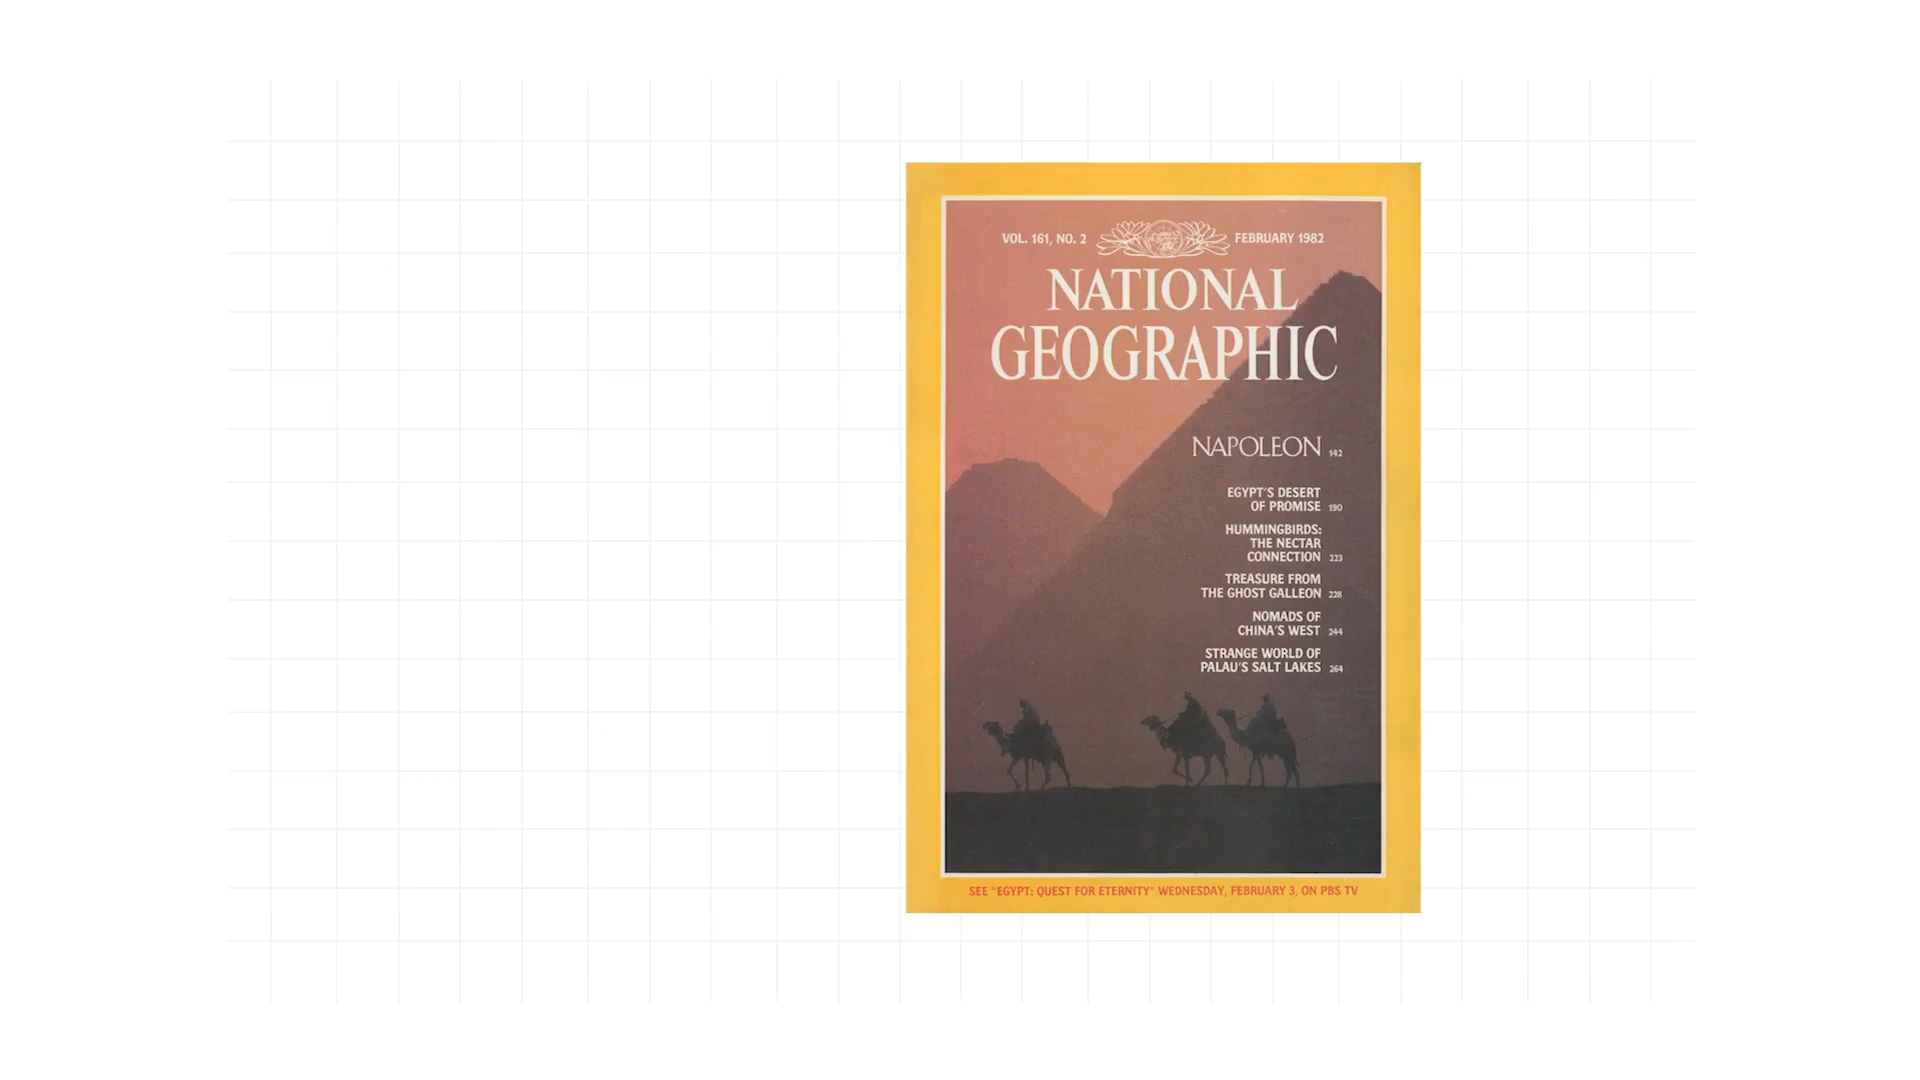 VOL. 161, NO. 2 FEBRUARY 1982
NATIONAL
GEOGRAPHIC
NAPOLEON 142
EGYPT'S DESERT
OF PROMISE 190
HUMMINGBIRDS:
THE NECTAR
CONNECTION 223
TREASURE FROM
THE GHOST GALLEON 228
NOMADS OF
CHINA'S WEST 244
STRANGE WORLD OF
PALAU'S SALT LAKES 264
SEE "EGYPT: QUEST FOR ETERNITY" WEDNESDAY, FEBRUARY 3, ON PBS TV